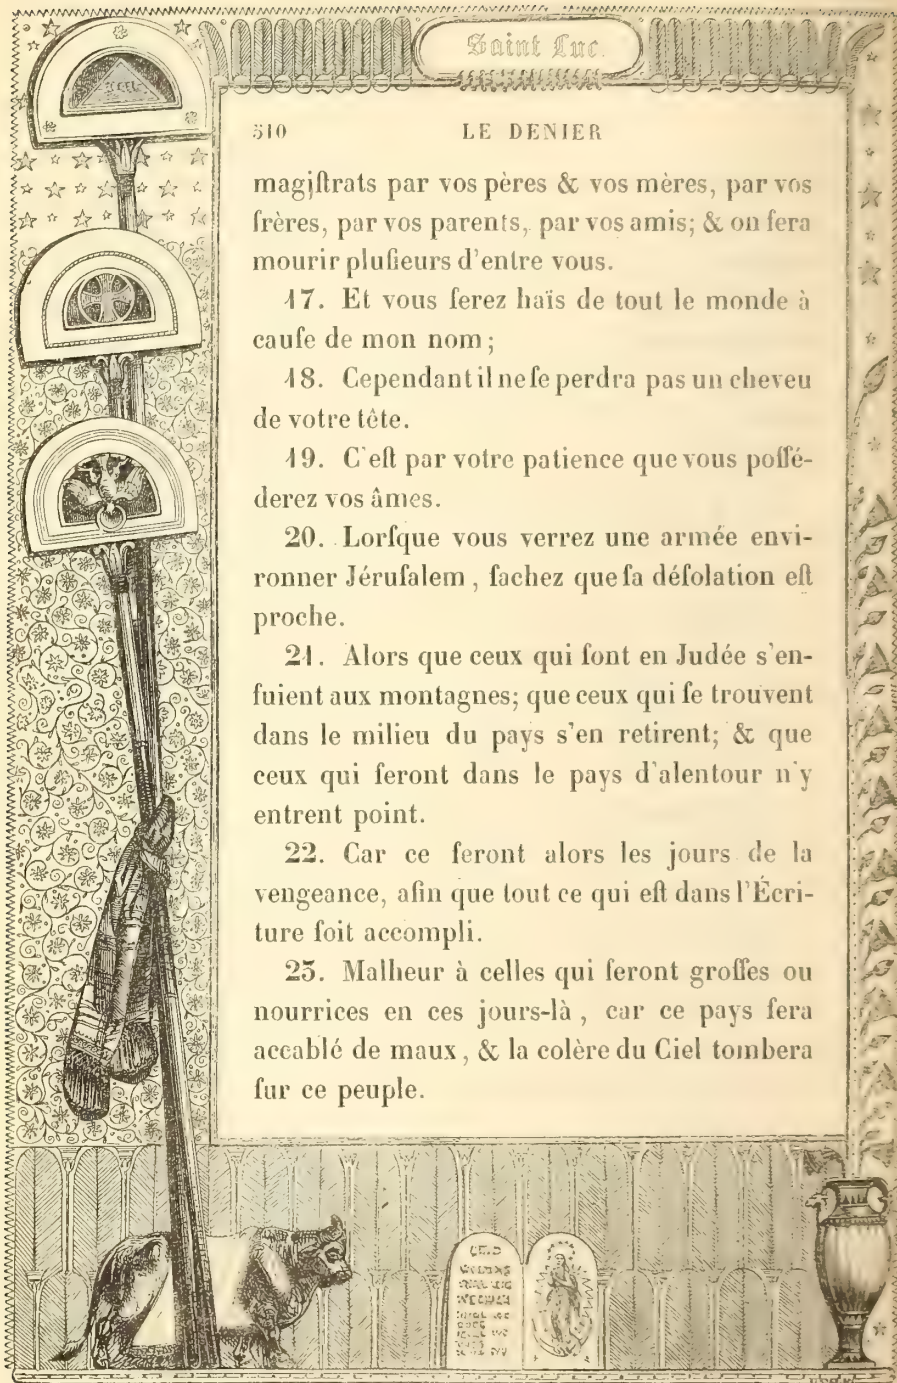 Saint Luc.
510 LE DENIER
magiſtrats par vos pères & vos mères, par vos
frères, par vos parents, par vos amis; & on ſera
mourir pluſieurs d'entre vous.
17. Et vous ſerez haïs de tout le monde à
cauſe de mon nom;
18. Cependant il ne ſe perdra pas un cheveu
de votre tête.
19. C'eſt par votre patience que vous poſſé-
derez vos âmes.
20. Lorſque vous verrez une armée envi-
ronner Jéruſalem, ſachez que ſa déſolation eſt
proche.
21. Alors que ceux qui ſont en Judée s'en-
fuient aux montagnes; que ceux qui ſe trouvent
dans le milieu du pays s'en retirent; & que
ceux qui ſeront dans le pays d'alentour n'y
entrent point.
22. Car ce ſeront alors les jours de la
vengeance, afin que tout ce qui eſt dans l'Écri-
ture ſoit accompli.
23. Malheur à celles qui ſeront groſſes ou
nourrices en ces jours-là, car ce pays ſera
accablé de maux, & la colère du Ciel tombera
ſur ce peuple.